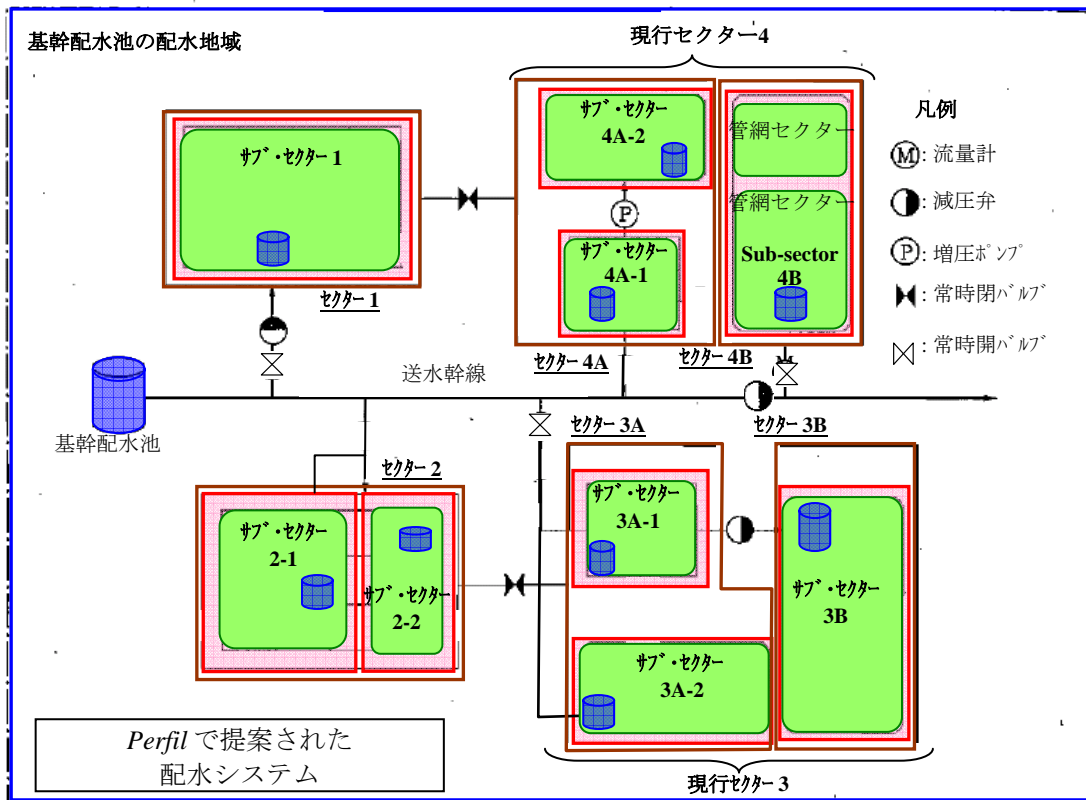 基幹配水池の配水地域
現行セクター4
サブ・セクター 1
セクター 1
サブ・セクター
4A-2
P
サブ・セクター
4A-1
セクター 4A
管網セクター
管網セクター
Sub-sector
4B
セクター 4B
凡例
M : 流量計
: 減圧弁
P : 増圧ポンプ
: 常時閉バルブ
: 常時開バルブ
送水幹線
基幹配水池
セクター 2
サブ・セクター
2-1
サブ・セクター
2-2
セクター 3A
サブ・セクター
3A-1
サブ・セクター
3A-2
セクター 3B
サブ・セクター
3B
現行セクター 3
Perfil で提案された
配水システム